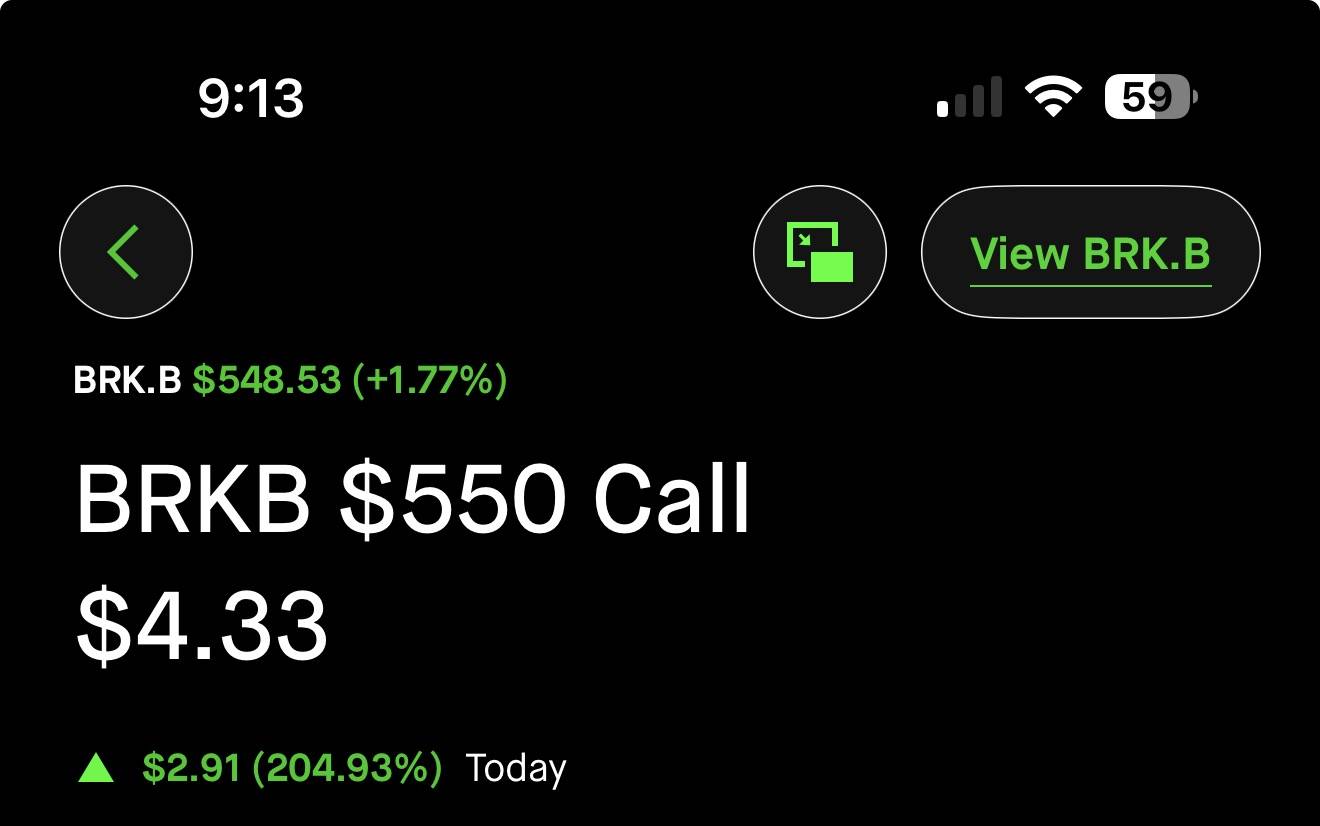 9:13 59
View BRK.B
BRK.B $548.53 (+1.77%)
BRKB $550 Call
$4.33
$2.91 (204.93%) Today